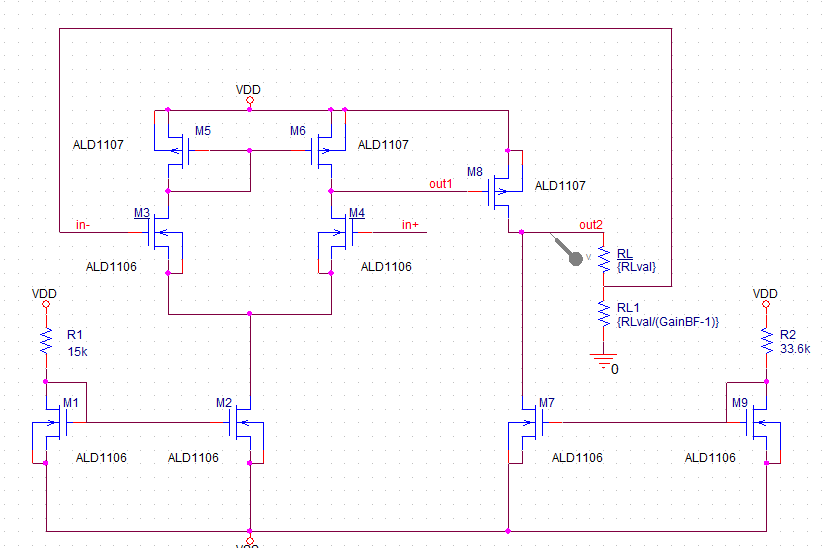 VDD
M5
M6
ALD1107
ALD1107
M8
out1
ALD1107
M3
M4
in-
in+
out2
V
ALD1106
ALD1106
RL
{RLval}
VDD
VDD
RL1
{RLval/(GainBF-1)}
R1
15k
R2
33.6k
0
M1
M2
M7
M9
ALD1106
ALD1106
ALD1106
ALD1106